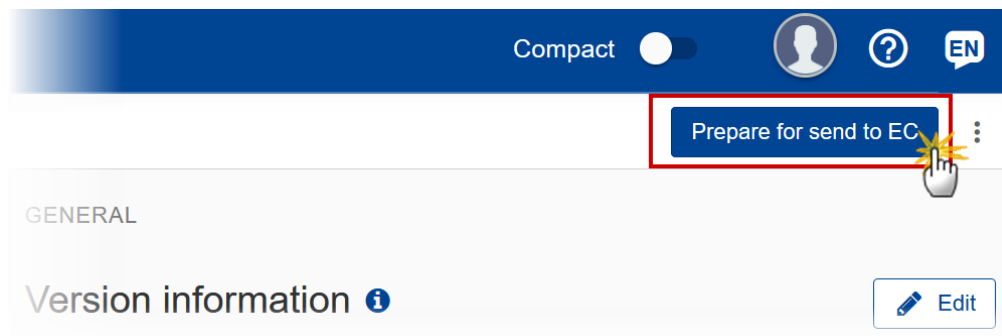 Compact
EN
Prepare for send to EC
GENERAL
Version information
Edit